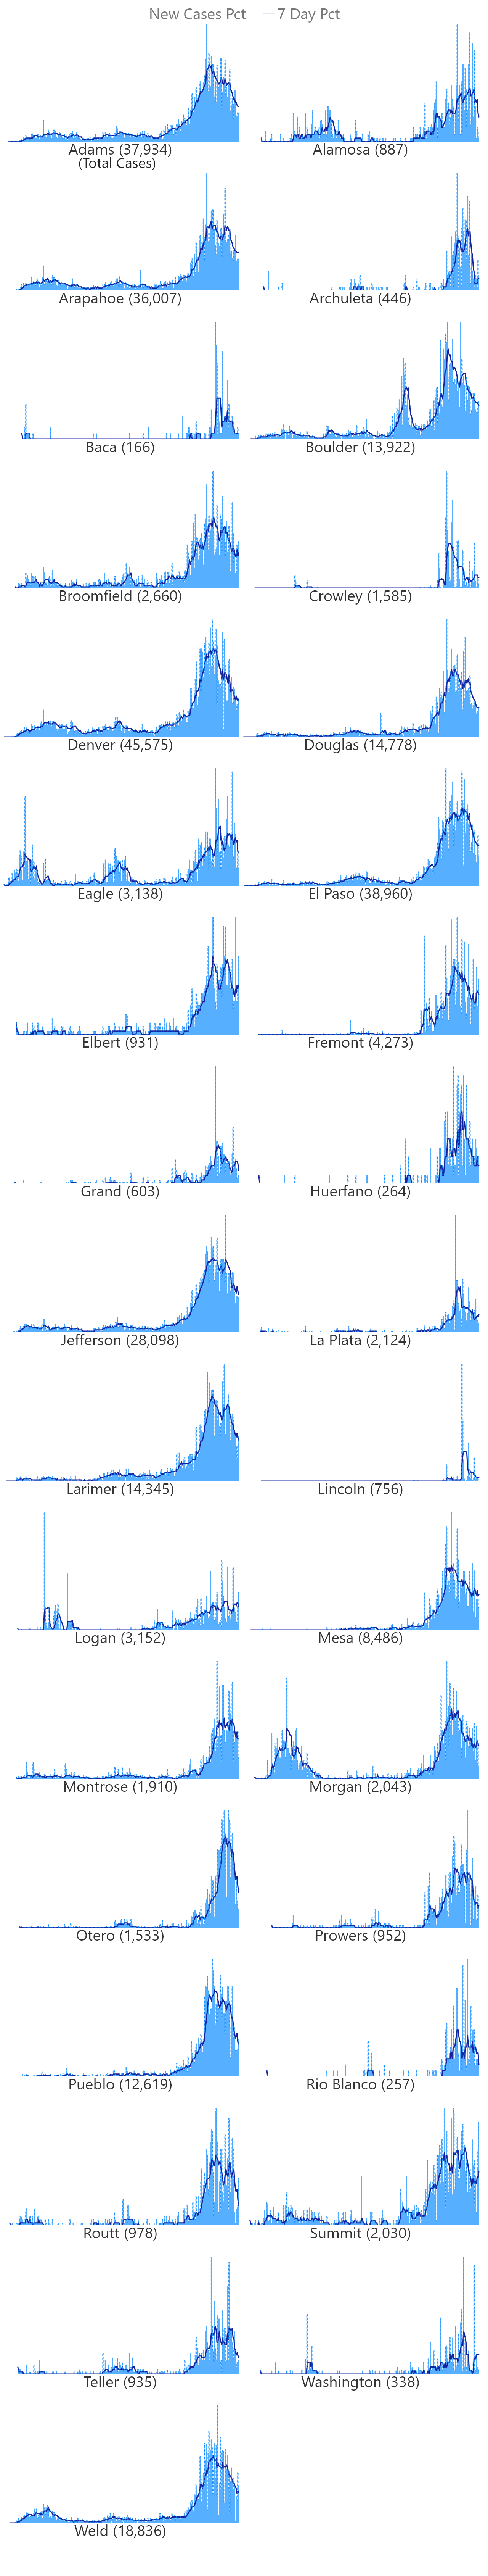 New Cases Pct 7 Day Pct
Adams (37,934)
(Total Cases)
Alamosa (887)
Arapahoe (36,007)
Archuleta (446)
Baca (166)
Boulder (13,922)
Broomfield (2,660)
Crowley (1,585)
Denver (45,575)
Douglas (14,778)
Eagle (3,138)
El Paso (38,960)
Elbert (931)
Fremont (4,273)
Grand (603)
Huerfano (264)
Jefferson (28,098)
La Plata (2,124)
Larimer (14,345)
Lincoln (756)
Logan (3,152)
Mesa (8,486)
Montrose (1,910)
Morgan (2,043)
Otero (1,533)
Prowers (952)
Pueblo (12,619)
Rio Blanco (257)
Routt (978)
Summit (2,030)
Teller (935)
Washington (338)
Weld (18,836)